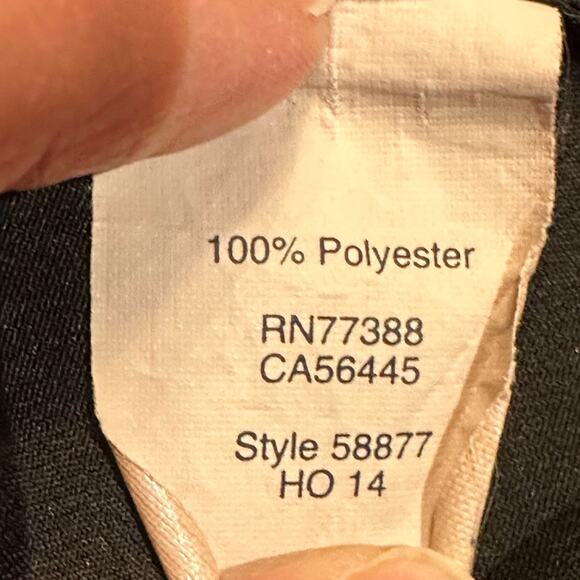 100% Polyester
RN77388
CA56445
Style 58877
HO 14